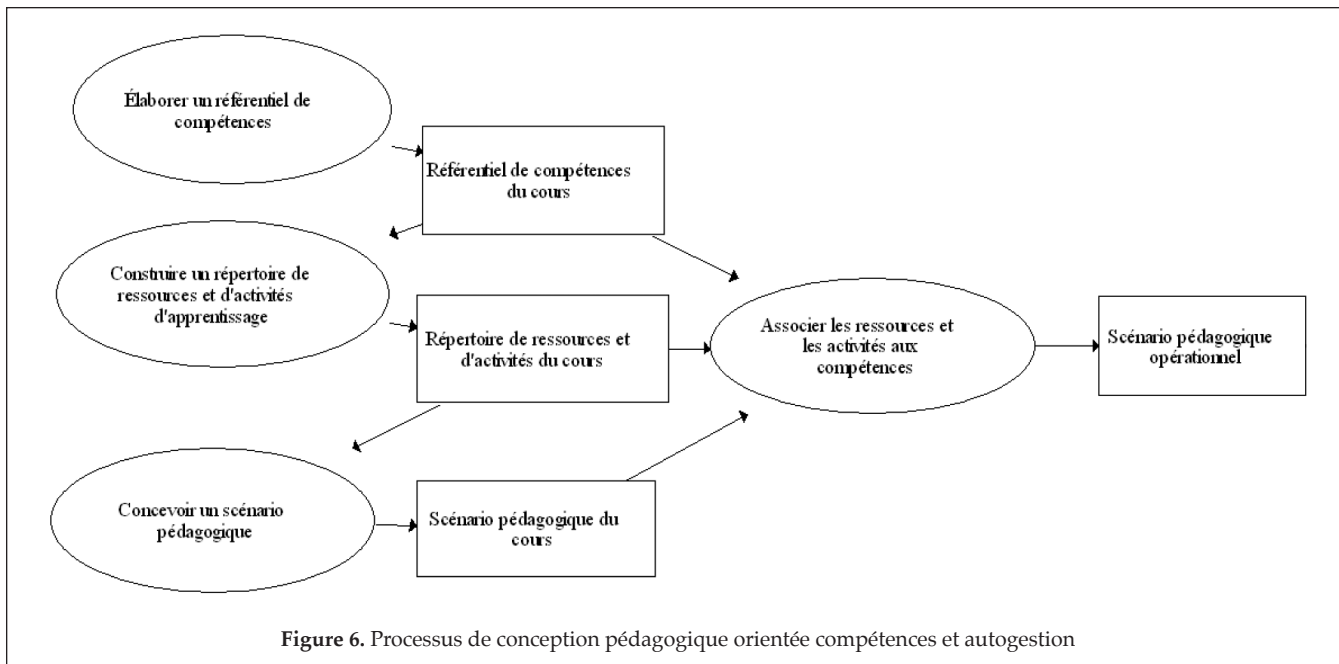 Élaborer un référentiel de
compétences
Référentiel de compétences
du cours
Construire un répertoire de
ressources et d'activités
d'apprentissage
Répertoire de ressources et
d'activités du cours
Associer les ressources et
les activités aux
compétences
Scénario pédagogique
opérationnel
Concevoir un scénario
pédagogique
Scénario pédagogique du
cours
Figure 6. Processus de conception pédagogique orientée compétences et autogestion